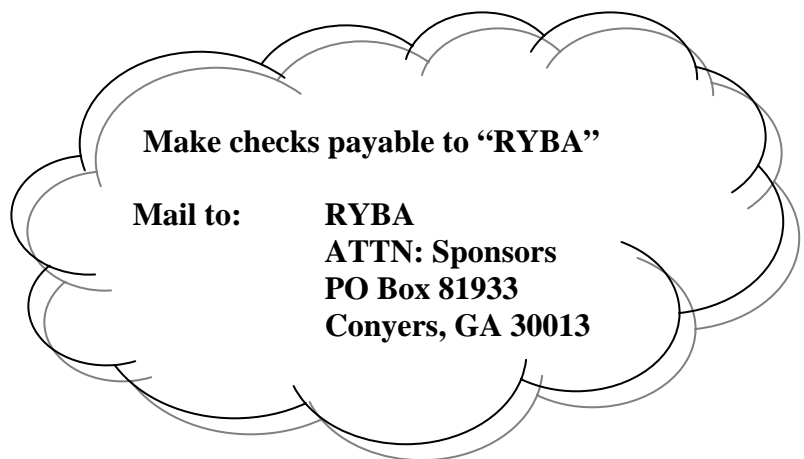 Make checks payable to “RYBA”
Mail to: RYBA
ATTN: Sponsors
PO Box 81933
Conyers, GA 30013